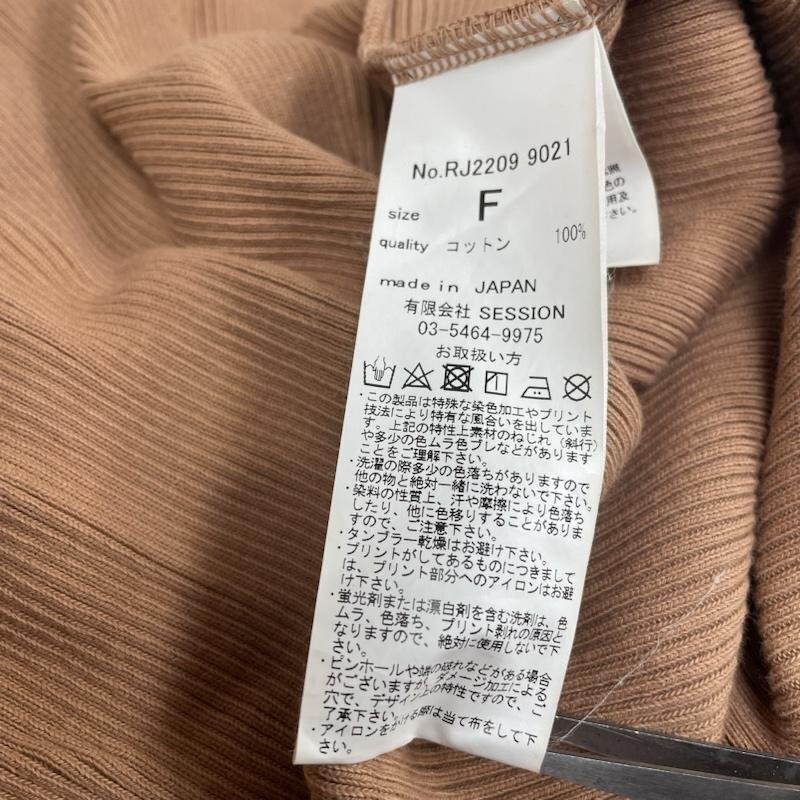 No.RJ2209 9021
size F
quality コットン 100%
made in JAPAN
有限会社 SESSION
03-5464-9975
お取扱い方
・この製品は特殊な染色加工やプリント
技法により特有な風合いを出していま
す。上記の特性上素材のねじれ（斜行）
や多少の色ムラ色ブレなどがあります
ことをご理解下さい。
・洗濯の際多少の色落ちがありますので
他の物と絶対一緒に洗わないで下さい。
・染料の性質上、汗や摩擦により色落ち
したり、他に色移りすることがありま
すので、ご注意下さい。
・タンブラー乾燥はお避け下さい。
・プリントがしてあるものにつきまして
は、プリント部分へのアイロンはお避
け下さい。
・蛍光剤または漂白剤を含む洗剤は、色
ムラ、色落ち、プリント剥れの原因と
なりますので、絶対に使用しないで下
さい。
・ピンホールや端の破れなどがある場合
がございますが、ダメージ加工による
穴で、デザイン上の特性ですので、ご
了承下さい。
・アイロンをかける際は当て布をして下
さい。
照
色の
用及
さい。